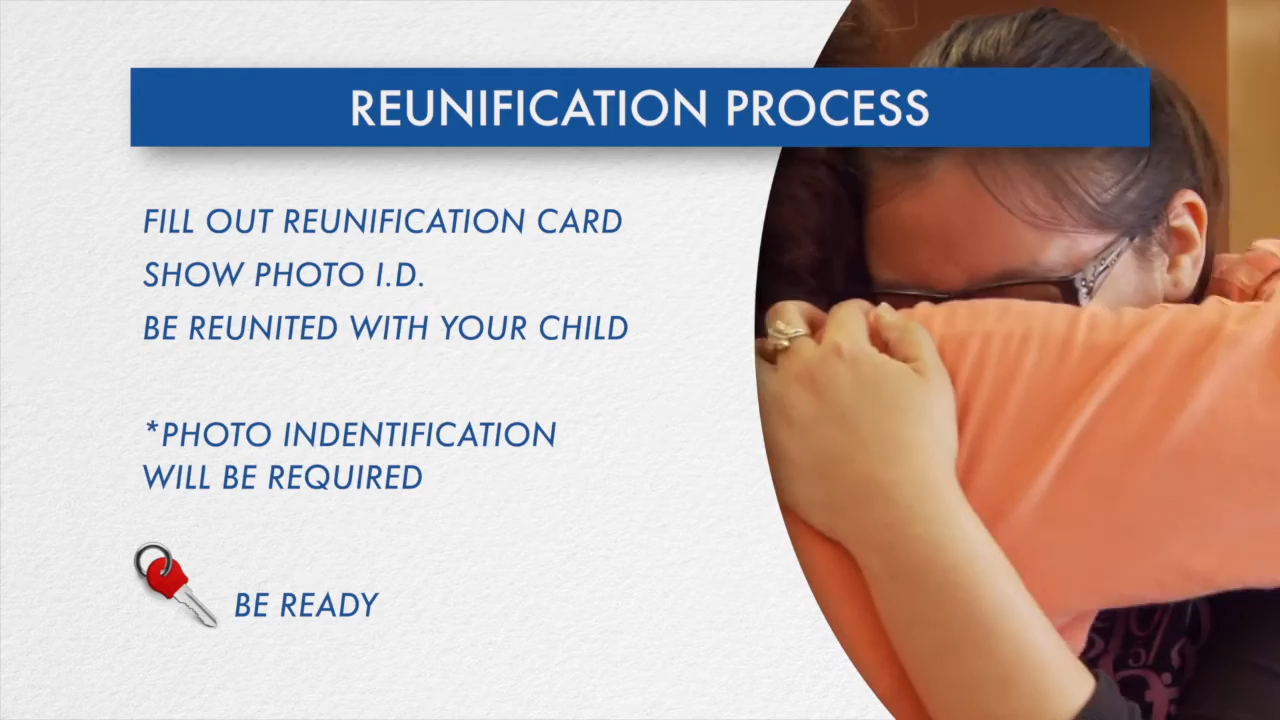 REUNIFICATION PROCESS
FILL OUT REUNIFICATION CARD
SHOW PHOTO I.D.
BE REUNITED WITH YOUR CHILD
*PHOTO INDENTIFICATION
WILL BE REQUIRED
BE READY